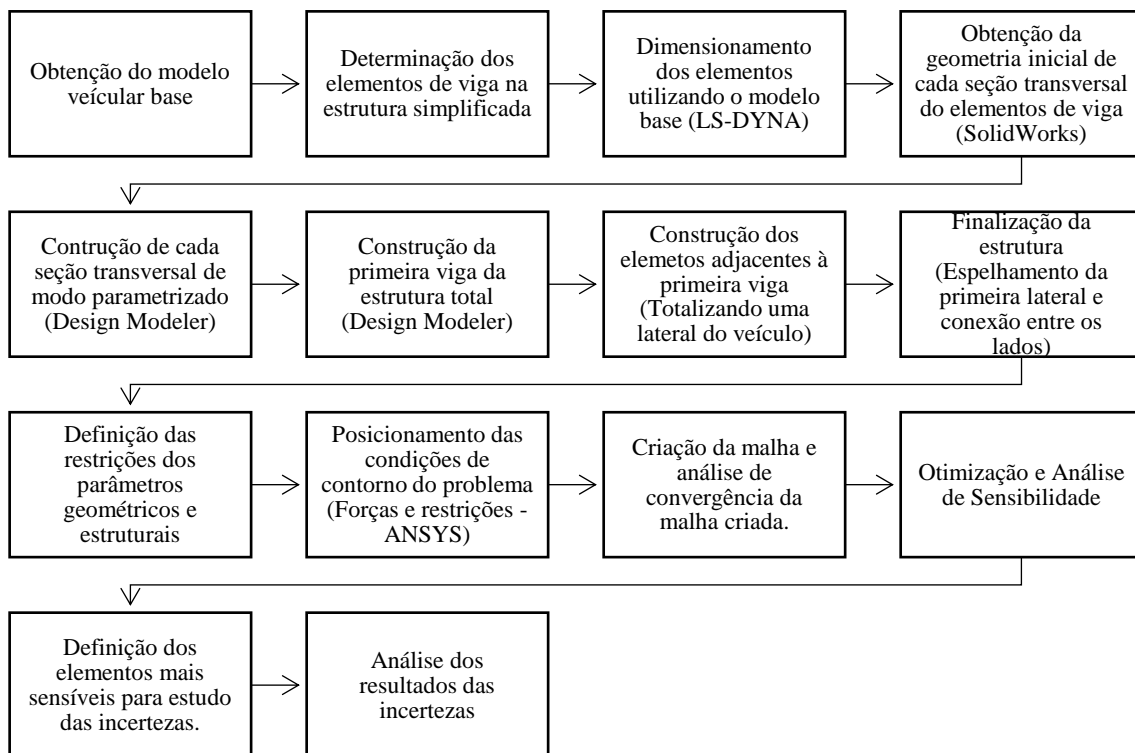 Obtenção do modelo
veícular base
Determinação dos
elementos de viga na
estrutura simplificada
Dimensionamento
dos elementos
utilizando o modelo
base (LS-DYNA)
Obtenção da
geometria inicial de
cada seção transversal
do elementos de viga
(SolidWorks)
Contrução de cada
seção transversal de
modo parametrizado
(Design Modeler)
Construção da
primeira viga da
estrutura total
(Design Modeler)
Construção dos
elemetos adjacentes à
primeira viga
(Totalizando uma
lateral do veículo)
Finalização da
estrutura
(Espelhamento da
primeira lateral e
conexão entre os
lados)
Definição das
restrições dos
parâmetros
geométricos e
estruturais
Posicionamento das
condições de
contorno do problema
(Forças e restrições -
ANSYS)
Criação da malha e
análise de
convergência da
malha criada.
Otimização e Análise
de Sensibilidade
Definição dos
elementos mais
sensíveis para estudo
das incertezas.
Análise dos
resultados das
incertezas